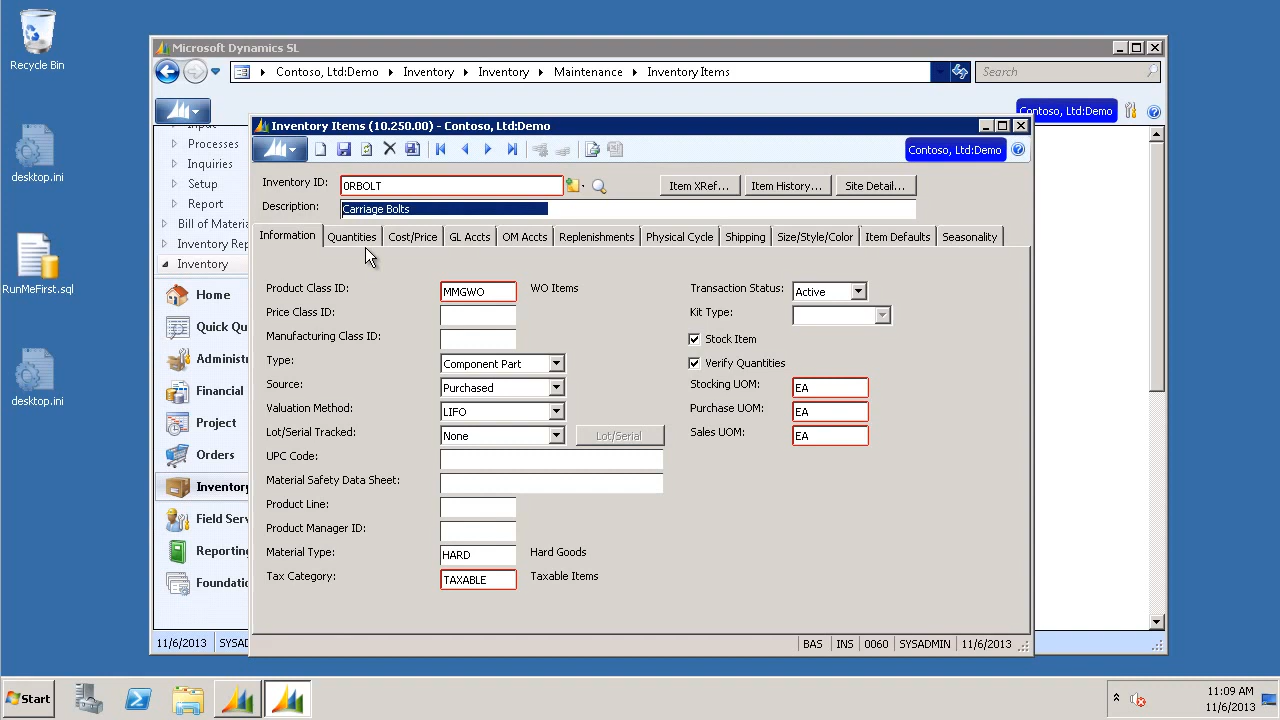 Recycle Bin
desktop.ini
RunMeFirst.sql
desktop.ini
Microsoft Dynamics SL
Contoso, Ltd:Demo Inventory Inventory Maintenance Inventory Items
Search
Contoso, Ltd:Demo
Processes
Inquiries
Setup
Report
Bill of Materia
Inventory Rep
Inventory
Home
Quick Qu
Administr
Financial
Project
Orders
Inventory
Field Serv
Reporting
Foundatio
11/6/2013 SYSA
Inventory Items (10.250.00) - Contoso, Ltd:Demo
Contoso, Ltd:Demo
Inventory ID: 0RBOLT Item XRef... Item History... Site Detail...
Description: Carriage Bolts
Information Quantities Cost/Price GL Accts OM Accts Replenishments Physical Cycle Shipping Size/Style/Color Item Defaults Seasonality
Product Class ID: MMGWO WO Items Transaction Status: Active
Price Class ID: Kit Type:
Manufacturing Class ID: Stock Item
Type: Component Part Verify Quantities
Source: Purchased Stocking UOM: EA
Valuation Method: LIFO Purchase UOM: EA
Lot/Serial Tracked: None Lot/Serial Sales UOM: EA
UPC Code:
Material Safety Data Sheet:
Product Line:
Product Manager ID:
Material Type: HARD Hard Goods
Tax Category: TAXABLE Taxable Items
BAS INS 0060 SYSADMIN 11/6/2013
Start
11:09 AM
11/6/2013